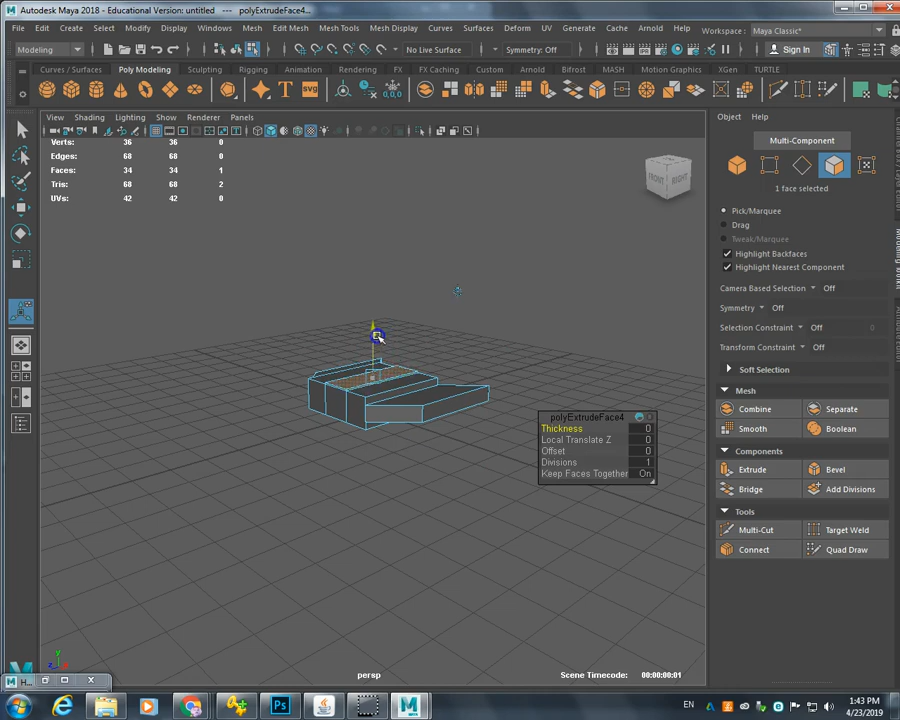 Autodesk Maya 2018 - Educational Version: untitled --- polyExtrudeFace4...
File Edit Create Select Modify Display Windows Mesh Edit Mesh Mesh Tools Mesh Display Curves Surfaces Deform UV Generate Cache Arnold Help Workspace : Maya Classic*
Modeling No Live Surface Symmetry: Off Sign In
Curves / Surfaces Poly Modeling Sculpting Rigging Animation Rendering FX FX Caching Custom Arnold Bifrost MASH Motion Graphics XGen TURTLE
View Shading Lighting Show Renderer Panels
Object Help
Verts: 36 36 0
Edges: 68 68 0
Faces: 34 34 1
Tris: 68 68 2
UVs: 42 42 0
FRONT RIGHT
Multi-Component
1 face selected
Pick/Marquee
Drag
Tweak/Marquee
Highlight Backfaces
Highlight Nearest Component
Camera Based Selection Off
Symmetry Off
Selection Constraint Off 0
Transform Constraint Off
Soft Selection
Mesh
Combine Separate
Smooth Boolean
Components
Extrude Bevel
Bridge Add Divisions
Tools
Multi-Cut Target Weld
Connect Quad Draw
polyExtrudeFace4
Thickness 0
Local Translate Z 0
Offset 0
Divisions 1
Keep Faces Together On
persp
Scene Timecode: 00:00:00:01
EN
1:43 PM
4/23/2019